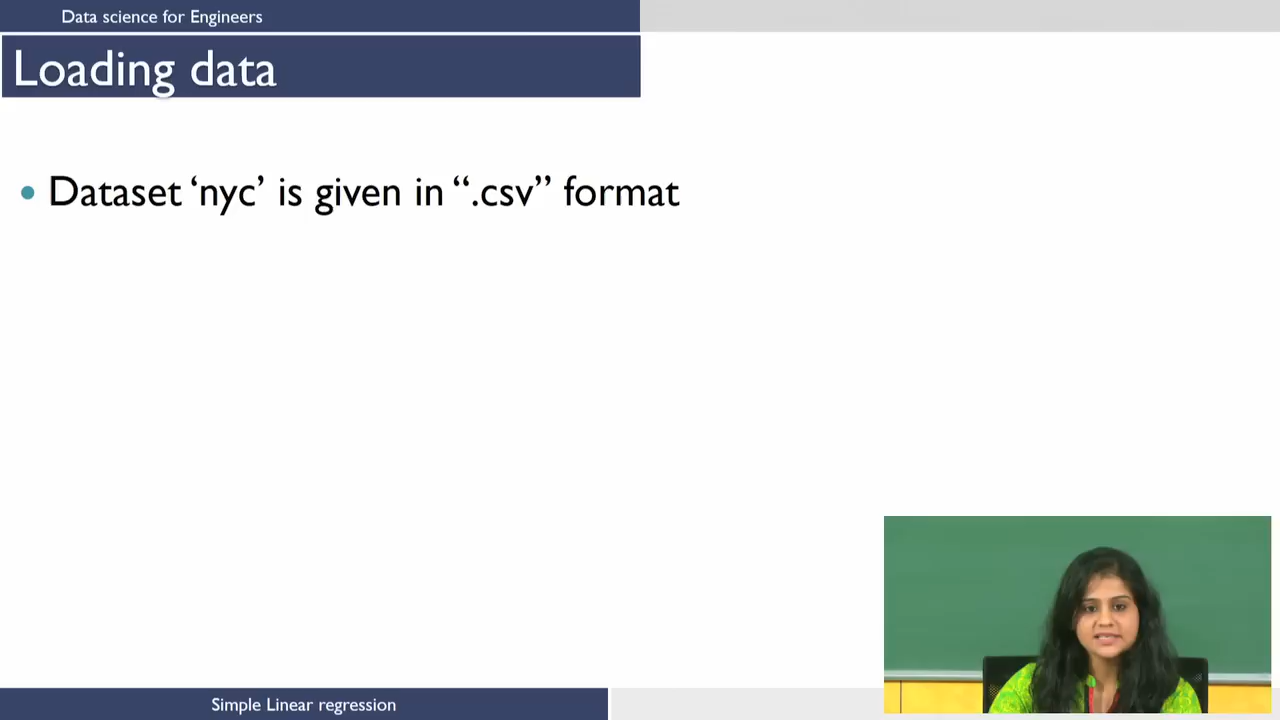 Data science for Engineers
Loading data
• Dataset ‘nyc’ is given in “.csv” format
Simple Linear regression